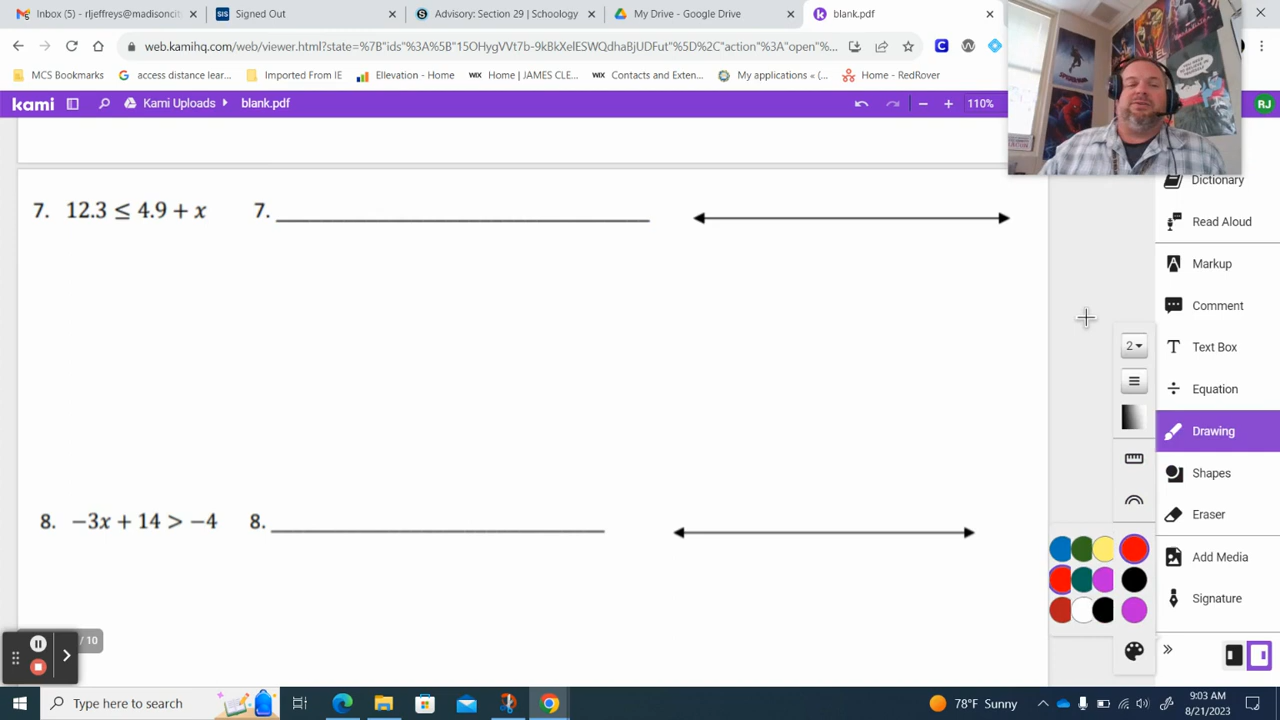 Inbox (5) - rljeffreys@madisoncit
Signed Out
Advisory: Section 29 | Schoology
My Drive - Google Drive
blank.pdf
web.kamihq.com/web/viewer.html?state=%7B"ids"%3A%5B"15OHygVVt7b-9kBkXelESWQdhaBjUDFut"%5D%2C"action"%3A"open"...
MCS Bookmarks
access distance lear...
Imported From IE
Elevation - Home
WIX Home | JAMES CLE...
WIX Contacts and Exten...
My applications « (...
Home - RedRover
kami
Kami Uploads
blank.pdf
110%
RJ
Dictionary
7. 12.3 ≤ 4.9 + x 7. ______________
Read Aloud
Markup
Comment
2
Text Box
Equation
Drawing
Shapes
8. −3x + 14 > −4 8. ______________
Eraser
Add Media
Signature
/ 10
Type here to search
78°F Sunny
9:03 AM
8/21/2023